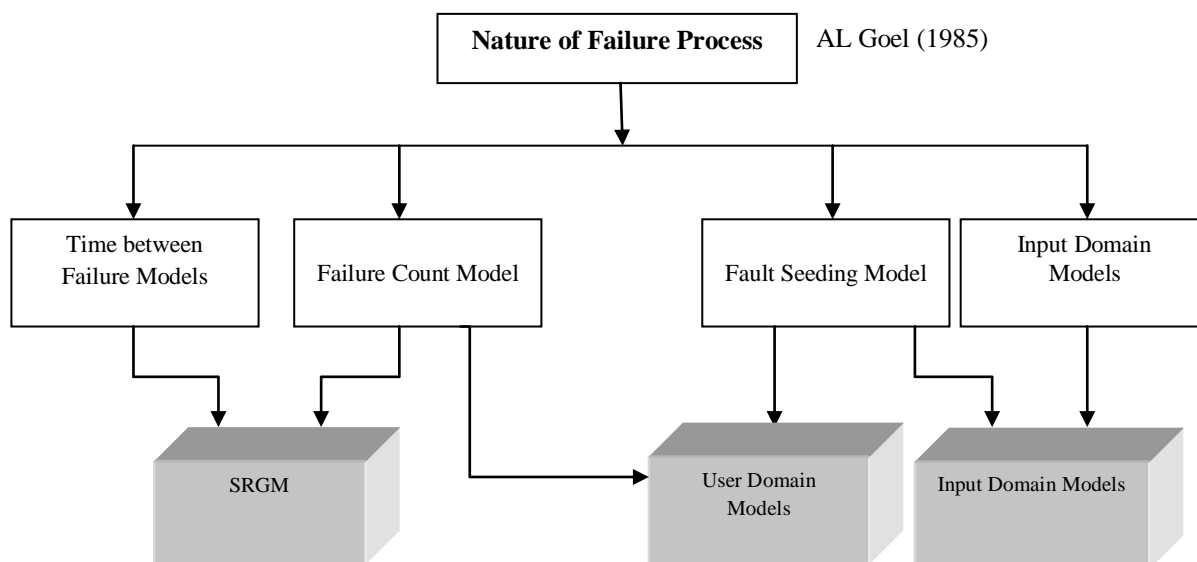 Nature of Failure Process
AL Goel (1985)
Time between
Failure Models
Failure Count Model
Fault Seeding Model
Input Domain
Models
SRGM
User Domain
Models
Input Domain Models